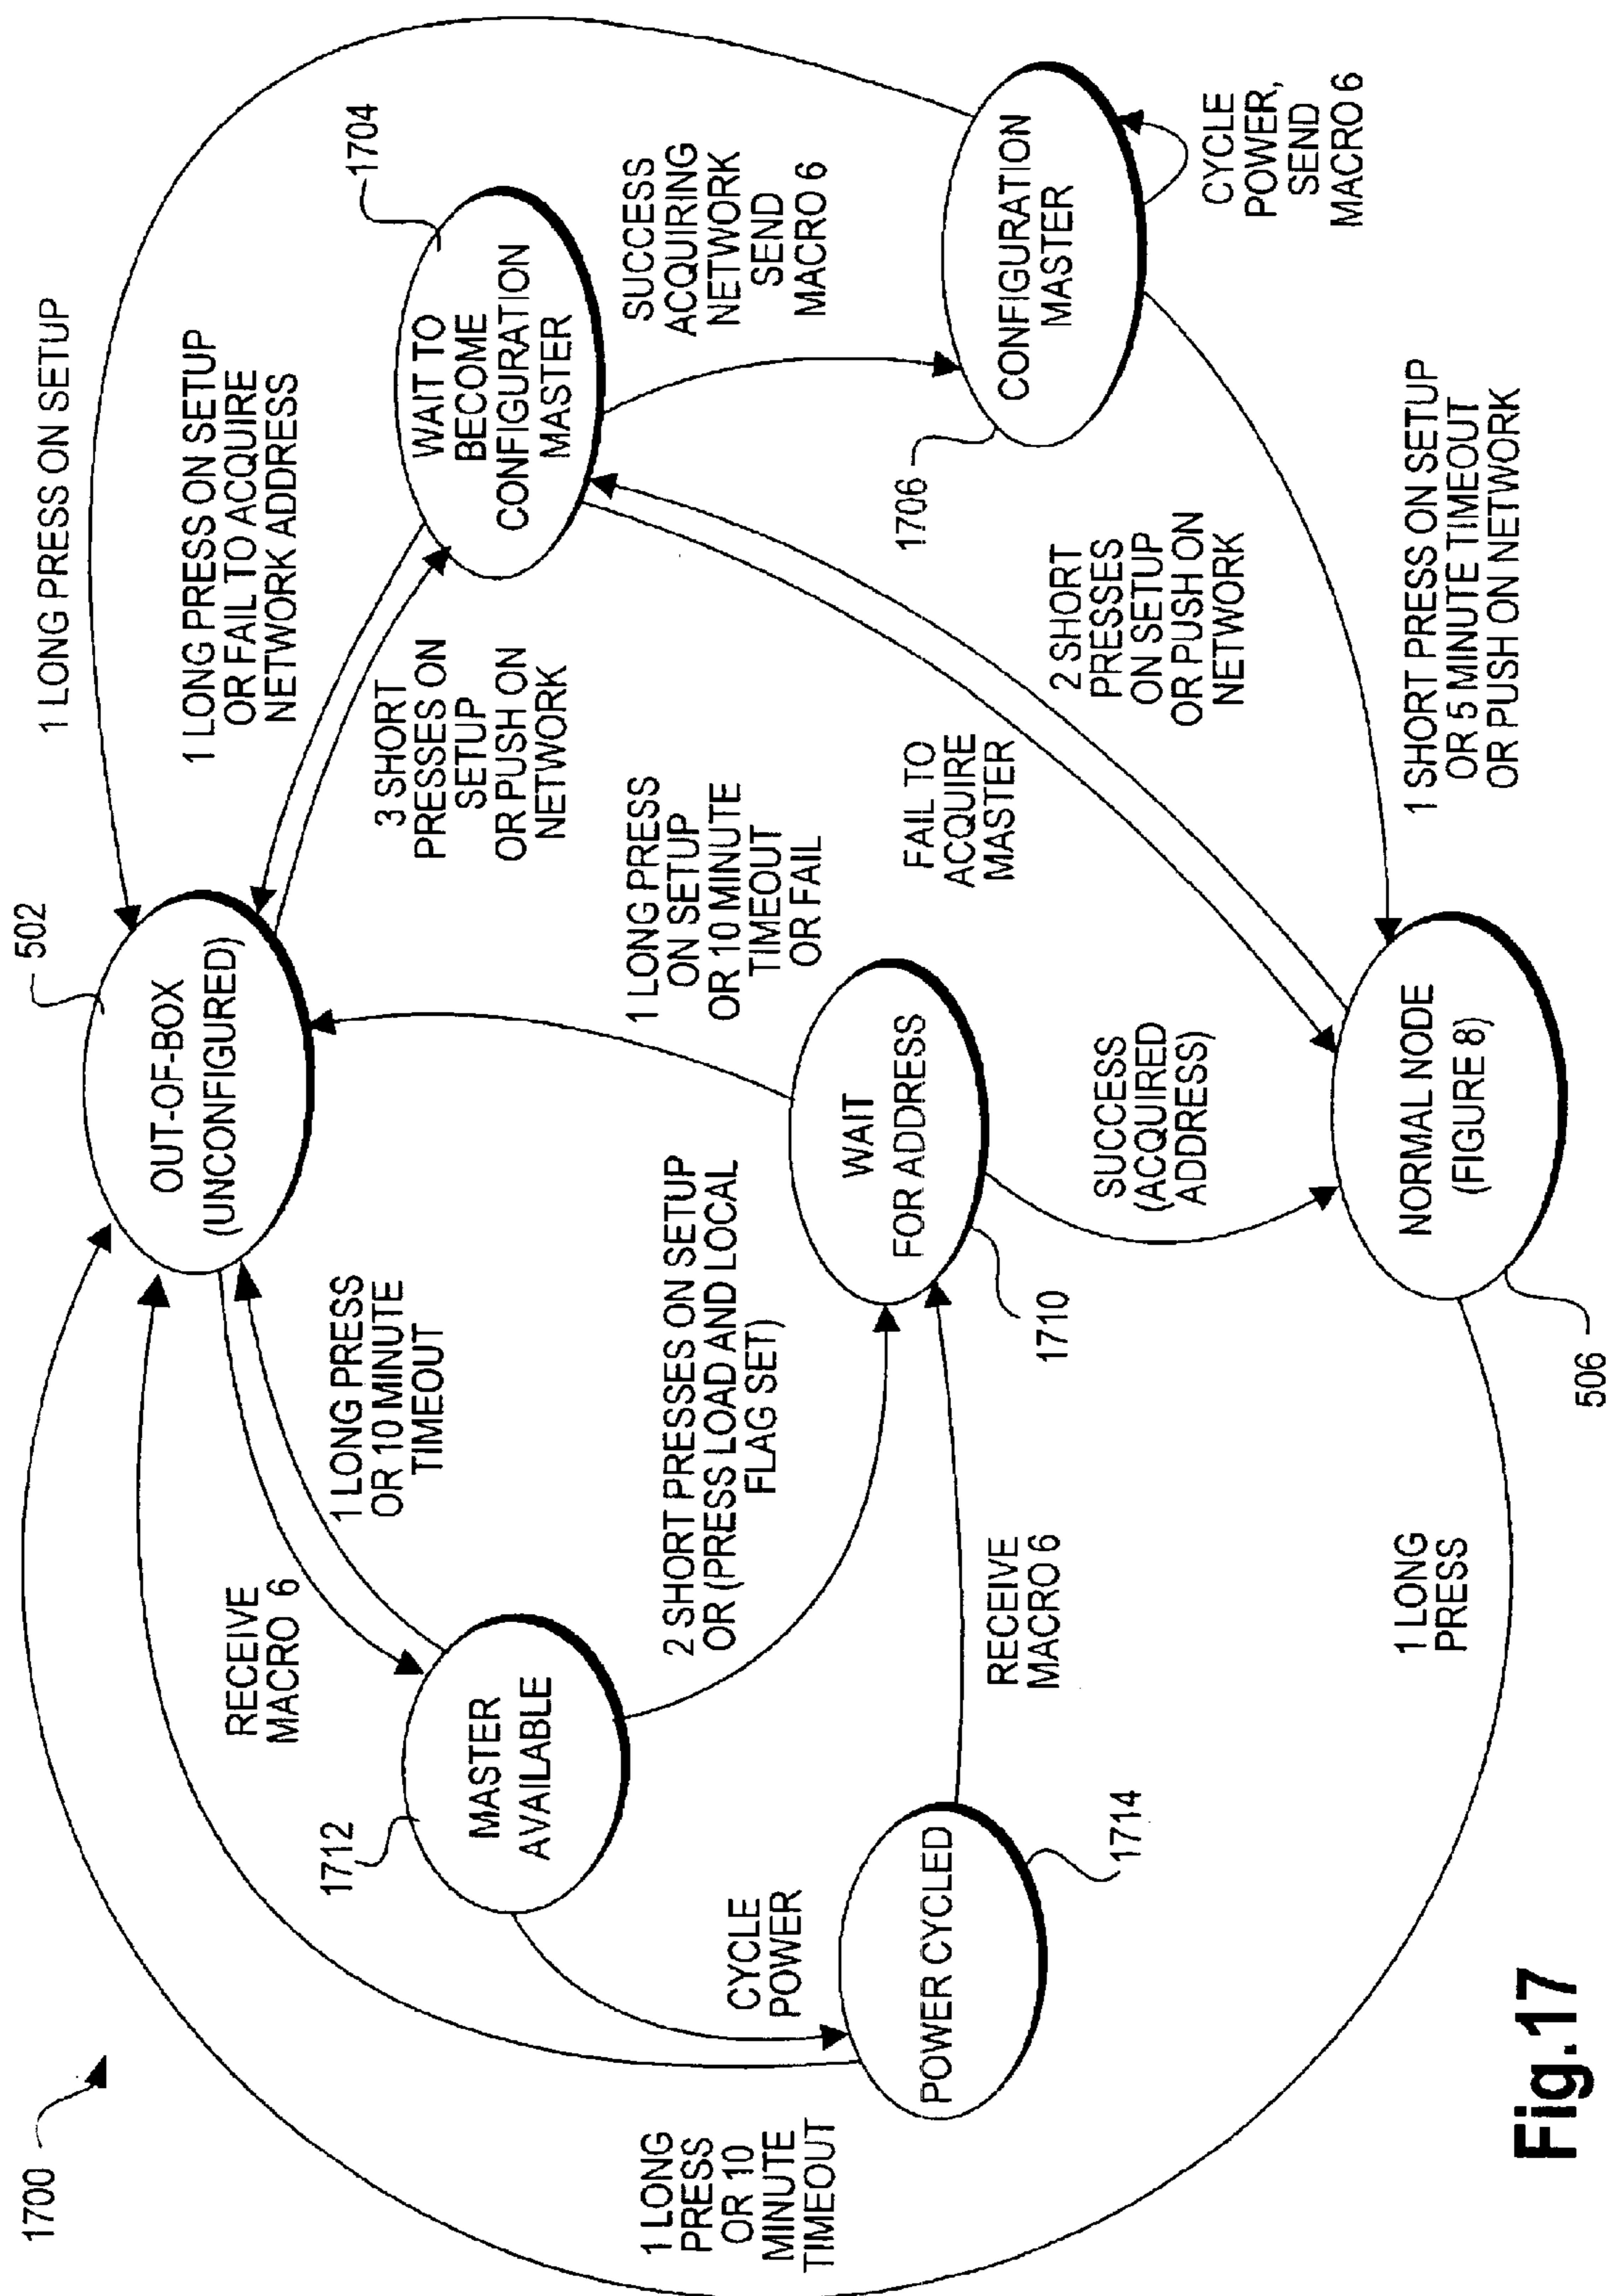 1700
502
OUT-OF-BOX
(UNCONFIGURED)
1 LONG PRESS ON SETUP
1 LONG PRESS ON SETUP
OR FAIL TO ACQUIRE
NETWORK ADDRESS
1704
WAIT TO
BECOME
CONFIGURATION
MASTER
3 SHORT
PRESSES ON
SETUP
OR PUSH ON
NETWORK
SUCCESS
ACQUIRING
NETWORK
SEND
MACRO 6
RECEIVE
MACRO 6
1 LONG PRESS
OR 10 MINUTE
TIMEOUT
1712
MASTER
AVAILABLE
2 SHORT PRESSES ON SETUP
OR (PRESS LOAD AND LOCAL
FLAG SET)
1 LONG PRESS
ON SETUP
OR 10 MINUTE
TIMEOUT
OR FAIL
1 LONG
PRESS
OR 10
MINUTE
TIMEOUT
CYCLE
POWER
POWER CYCLED
1714
RECEIVE
MACRO 6
WAIT
FOR ADDRESS
1710
FAIL TO
ACQUIRE
MASTER
2 SHORT
PRESSES
ON SETUP
OR PUSH ON
NETWORK
1706
CONFIGURATION
MASTER
CYCLE
POWER,
SEND
MACRO 6
SUCCESS
(ACQUIRED
ADDRESS)
1 LONG
PRESS
NORMAL NODE
(FIGURE 8)
506
1 SHORT PRESS ON SETUP
OR 5 MINUTE TIMEOUT
OR PUSH ON NETWORK
Fig.17